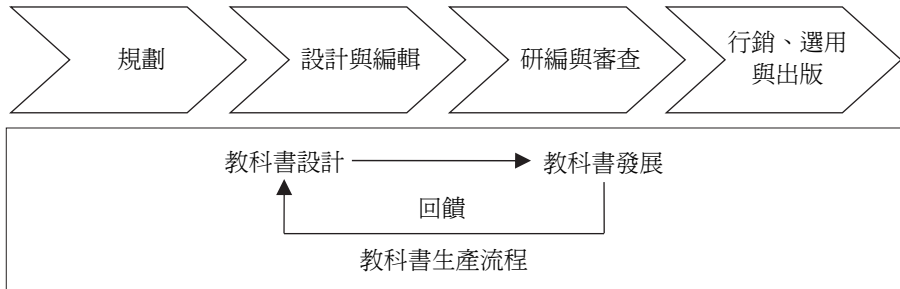 規劃
設計與編輯
研編與審查
行銷、選用
與出版
教科書設計
教科書發展
回饋
教科書生產流程